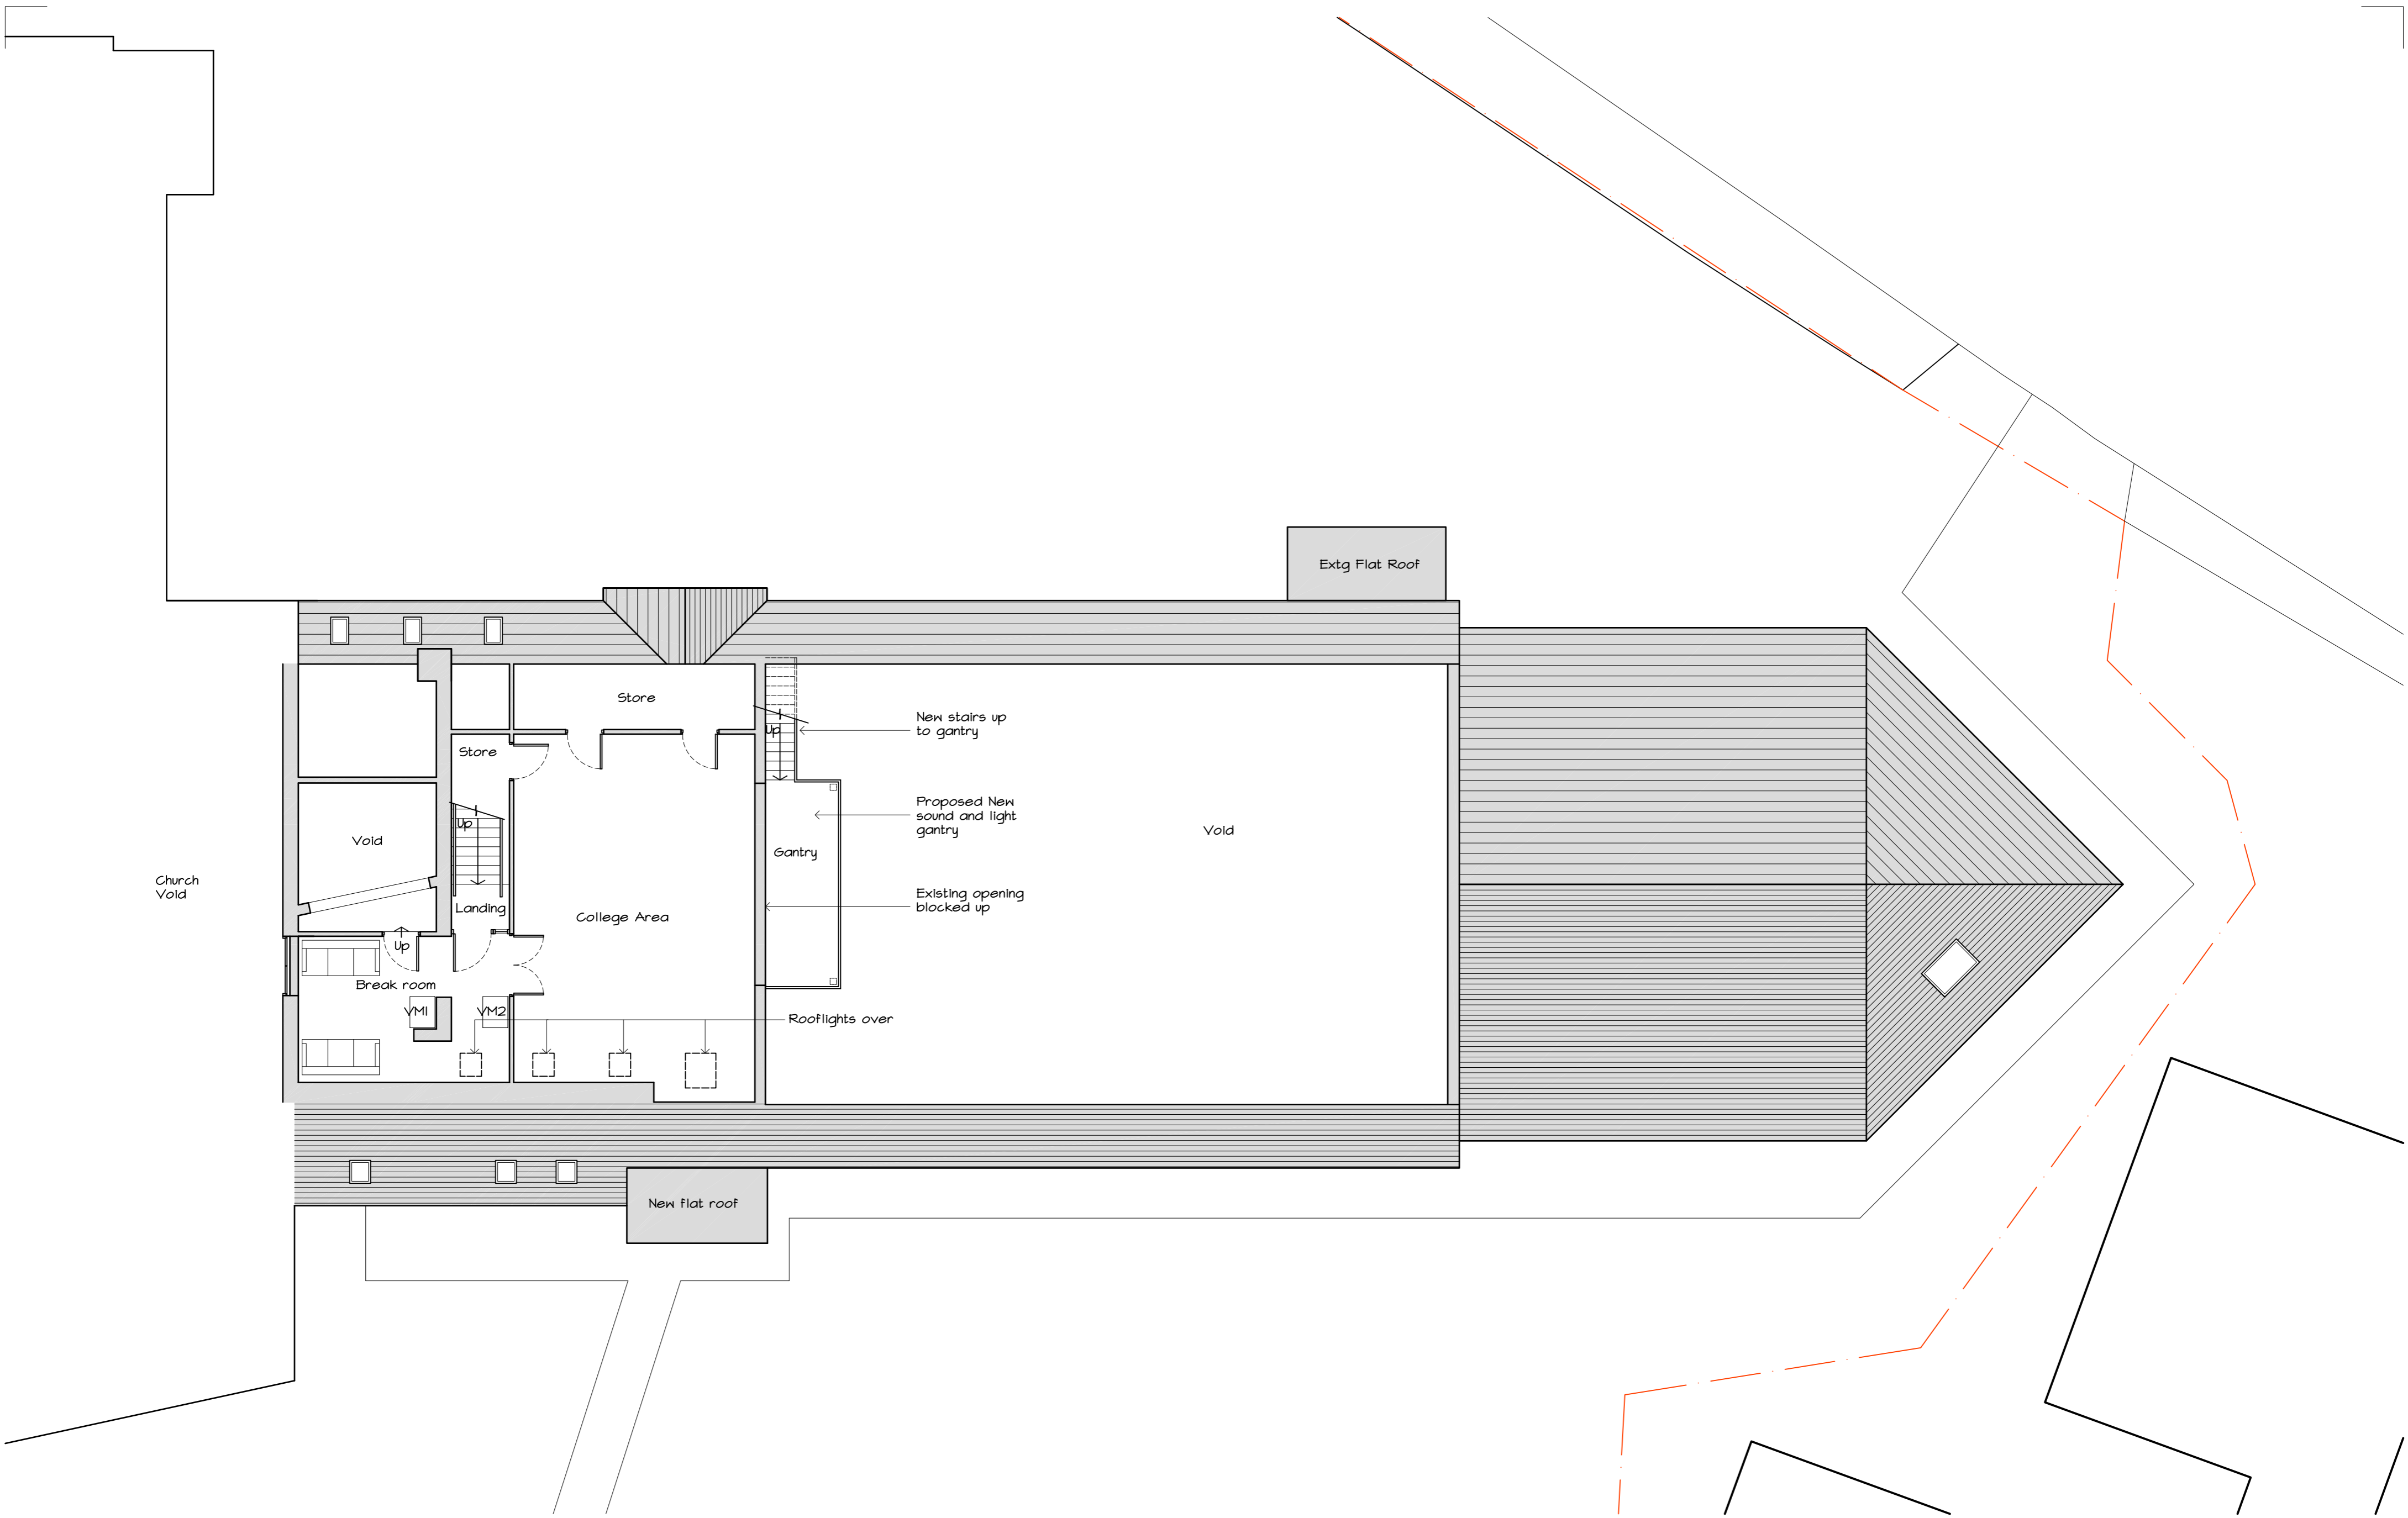 Extg Flat Roof
Store
New stairs up
to gantry
Up
Store
Proposed New
sound and light
gantry
Up
Void
Void
Gantry
Church
Void
Existing opening
blocked up
Landing
College Area
Up
Break room
VM1
VM2
Rooflights over
New flat roof